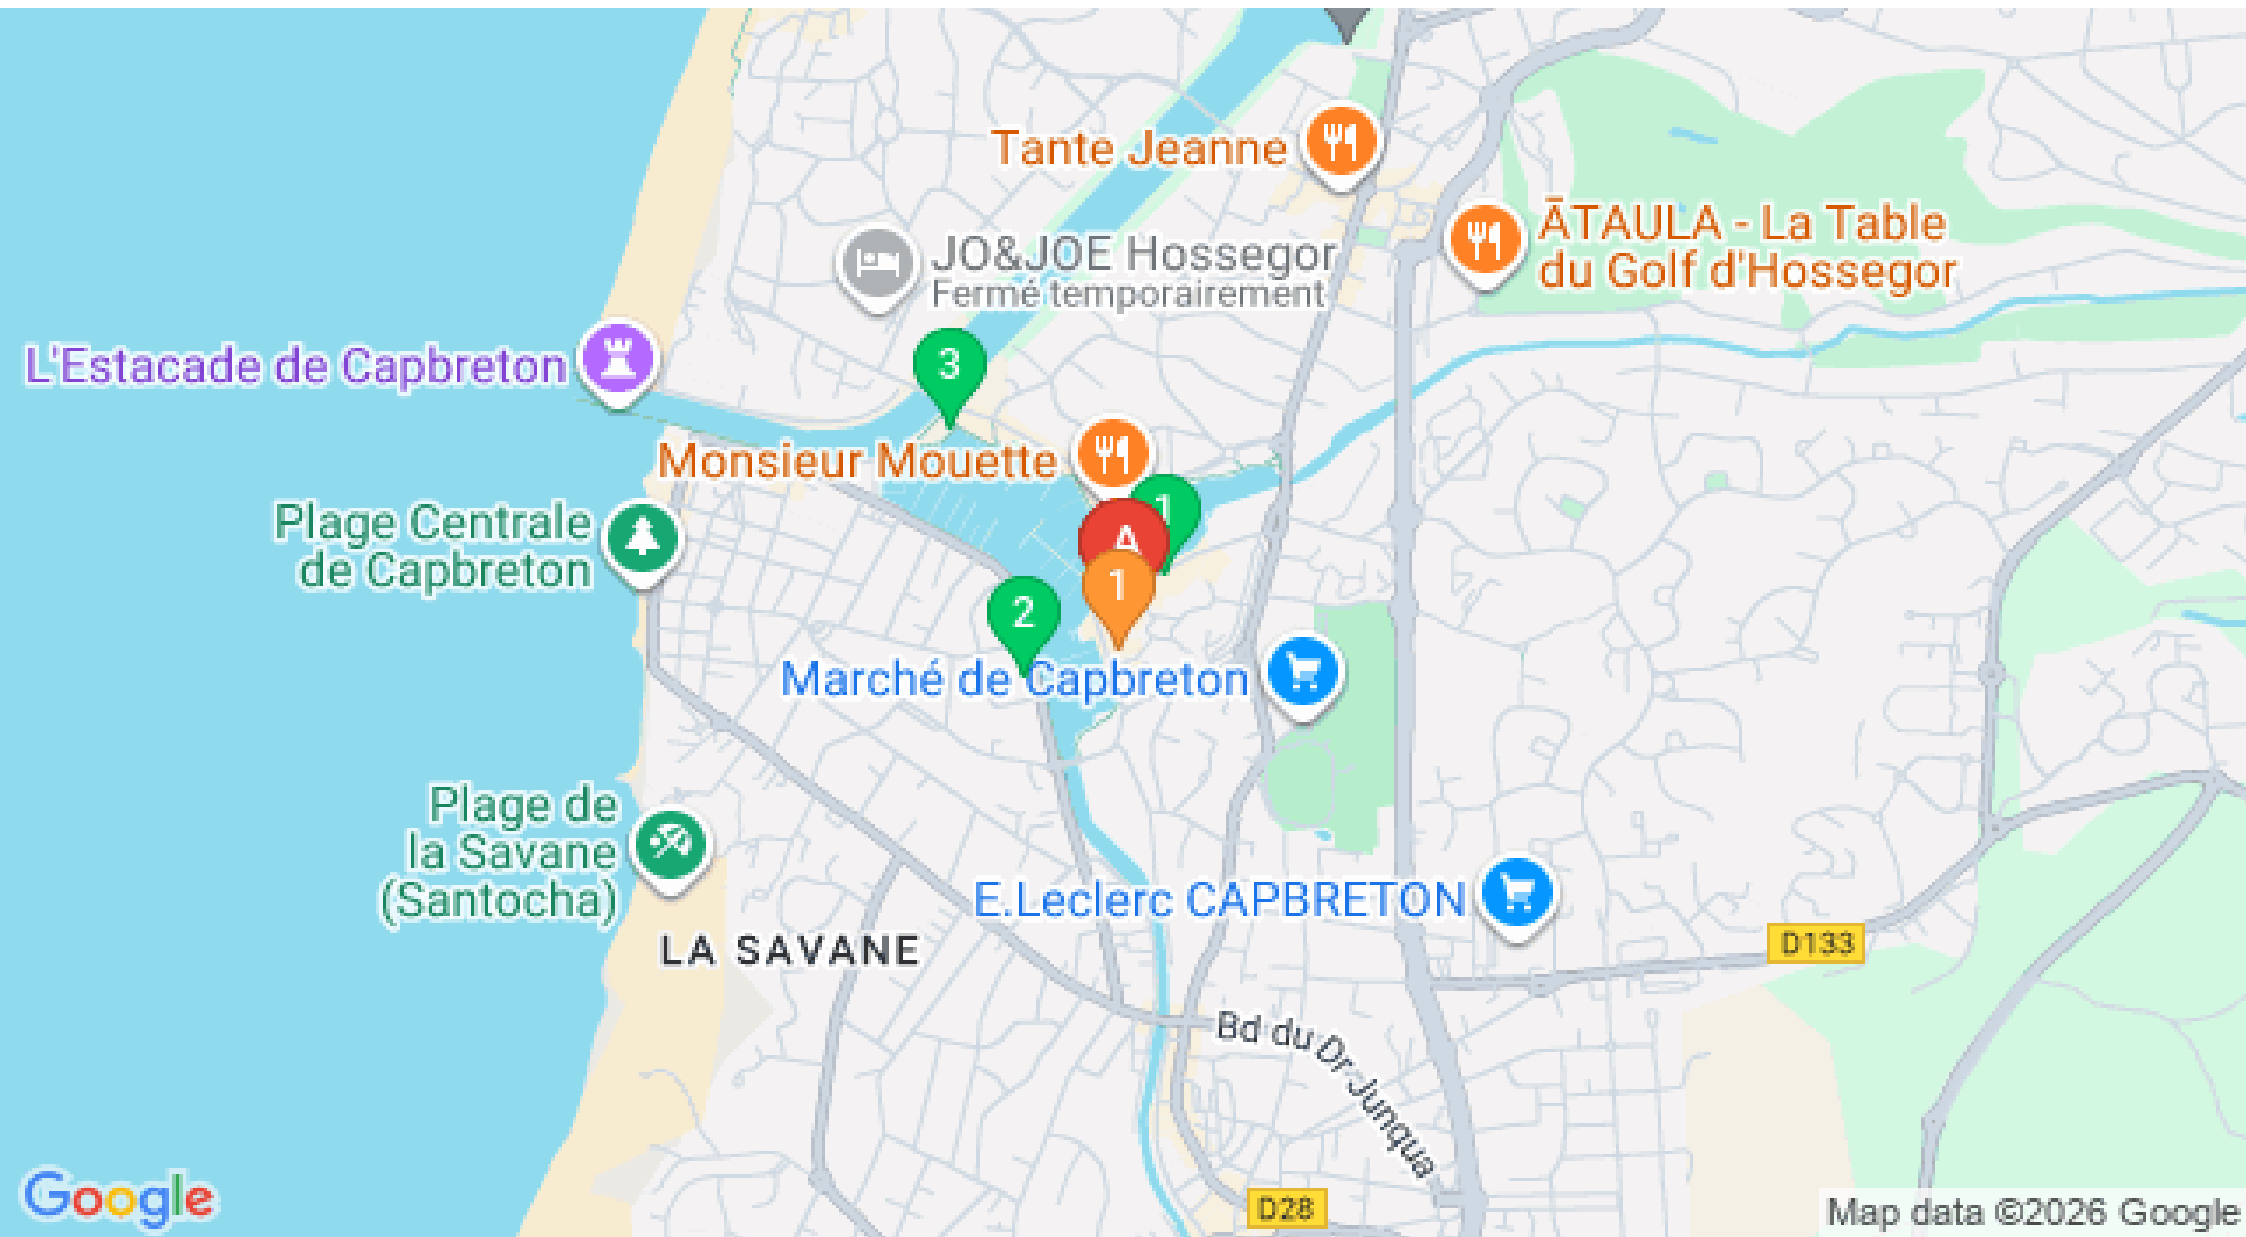 Tante Jeanne
ĀTAULA - La Table
du Golf d'Hossegor
JO&JOE Hossegor
Fermé temporairement
L'Estacade de Capbreton
3
Monsieur Mouette
1
A
Plage Centrale
de Capbreton
1
2
Marché de Capbreton
Plage de
la Savane
(Santocha)
E.Leclerc CAPBRETON
LA SAVANE
D133
Bd du Dr Junqua
D28
Google
Map data ©2026 Google